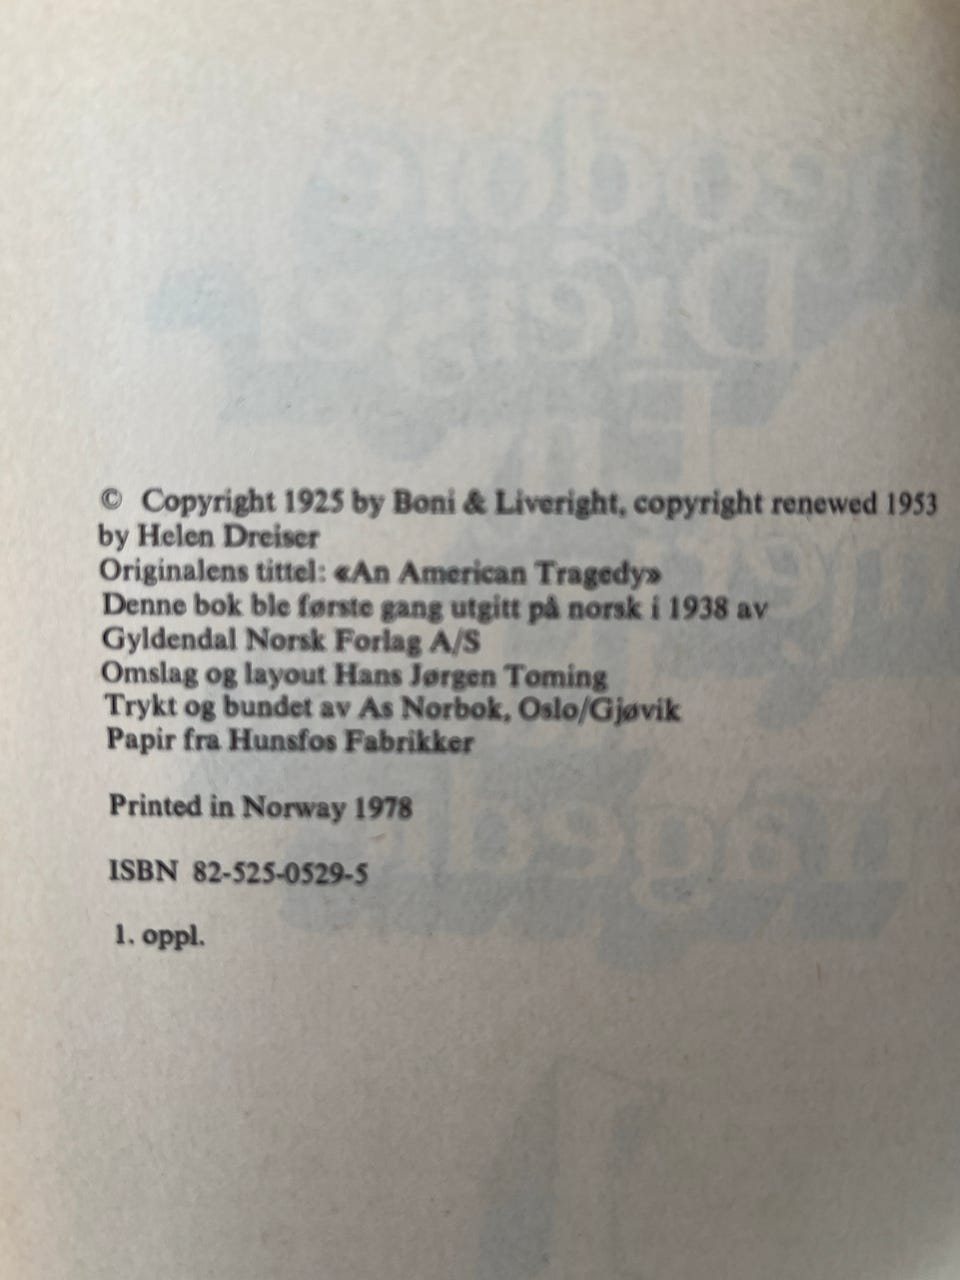 © Copyright 1925 by Boni & Liveright, copyright renewed 1953
by Helen Dreiser
Originalens tittel: «An American Tragedy»
Denne bok ble første gang utgitt på norsk i 1938 av
Gyldendal Norsk Forlag A/S
Omslag og layout Hans Jørgen Toming
Trykt og bundet av As Norbok, Oslo/Gjøvik
Papir fra Hunsfos Fabrikker
Printed in Norway 1978
ISBN 82-525-0529-5
1. oppl.